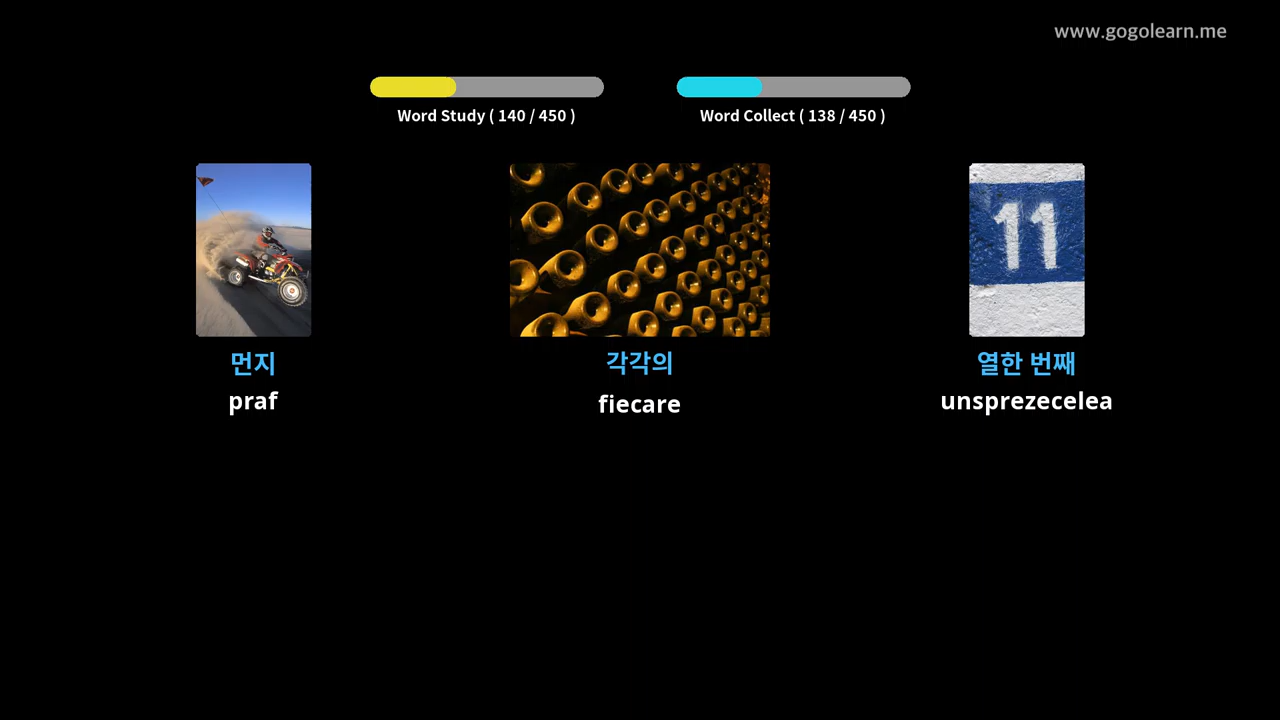 www.gogolearn.me
Word Study ( 140 / 450 )
Word Collect ( 138 / 450 )
11
먼지
각각의
열한 번째
praf
fiecare
unsprezecelea